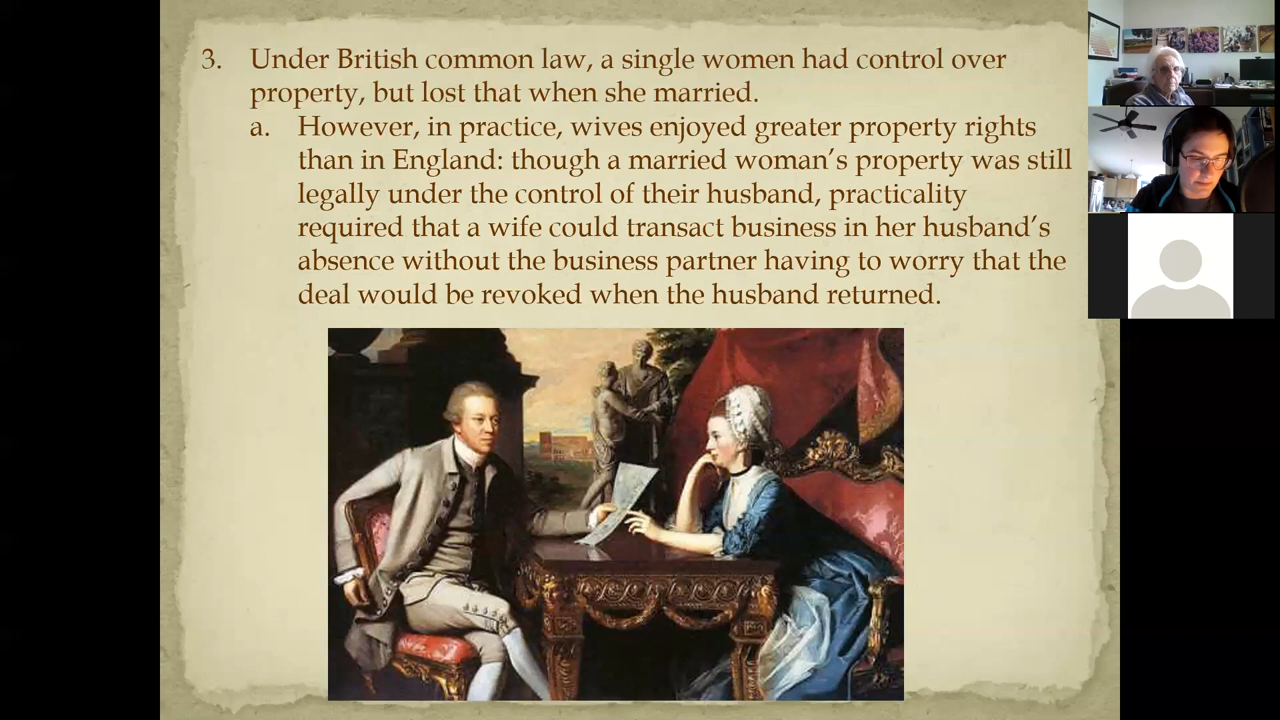 3. Under British common law, a single women had control over
property, but lost that when she married.
a. However, in practice, wives enjoyed greater property rights
than in England: though a married woman’s property was still
legally under the control of their husband, practicality
required that a wife could transact business in her husband’s
absence without the business partner having to worry that the
deal would be revoked when the husband returned.